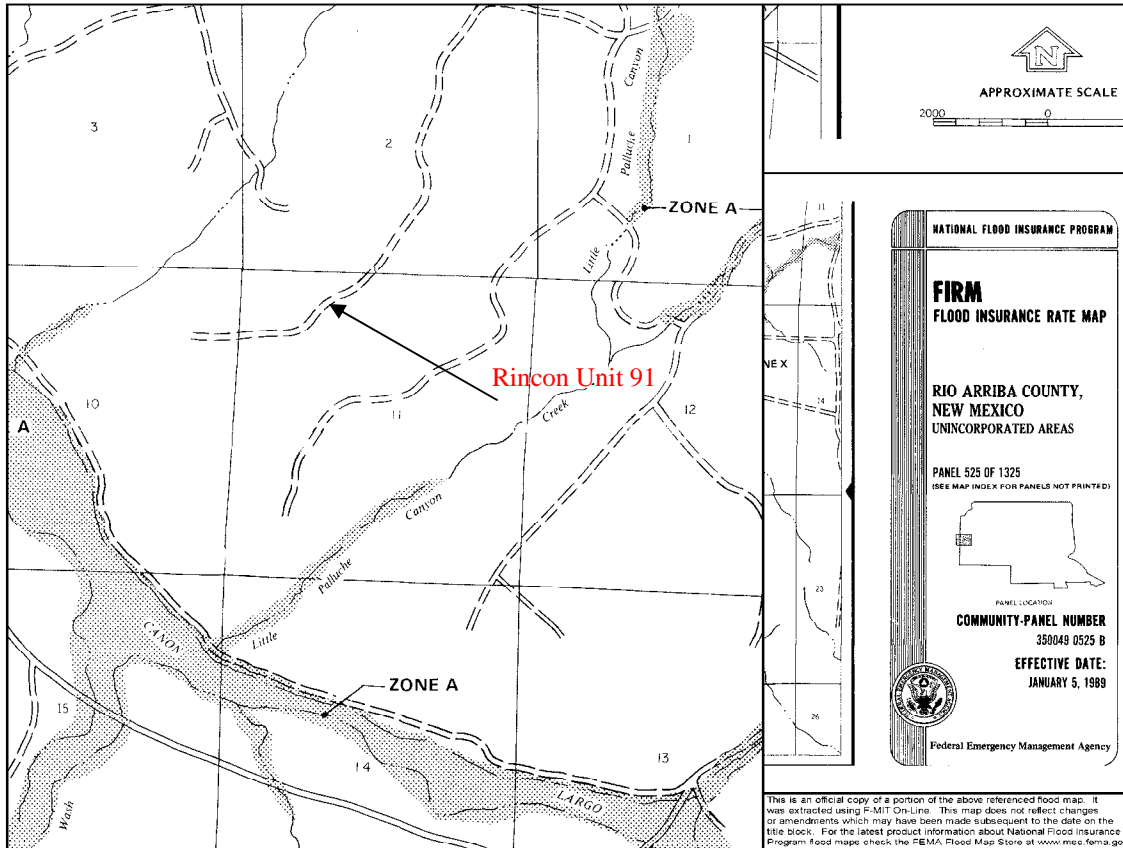 3
2
1
Canyon
Palluche
Little
ZONE A
Rincon Unit 91
10
11
12
A
Creek
Canyon
Palluche
Little
CANON
ZONE A
15
14
13
LARGO
Wash
N
APPROXIMATE SCALE
2000 0
11
NE X
14
23
26
NATIONAL FLOOD INSURANCE PROGRAM
FIRM
FLOOD INSURANCE RATE MAP
RIO ARRIBA COUNTY,
NEW MEXICO
UNINCORPORATED AREAS
PANEL 525 OF 1325
(SEE MAP INDEX FOR PANELS NOT PRINTED)
PANEL LOCATION
COMMUNITY-PANEL NUMBER
350049 0525 B
EFFECTIVE DATE:
JANUARY 5, 1989
Federal Emergency Management Agency
This is an official copy of a portion of the above referenced flood map. It
was extracted using F-MIT On-Line. This map does not reflect changes
or amendments which may have been made subsequent to the date on the
title block. For the latest product information about National Flood Insurance
Program flood maps check the FEMA Flood Map Store at www.msc.fema.go